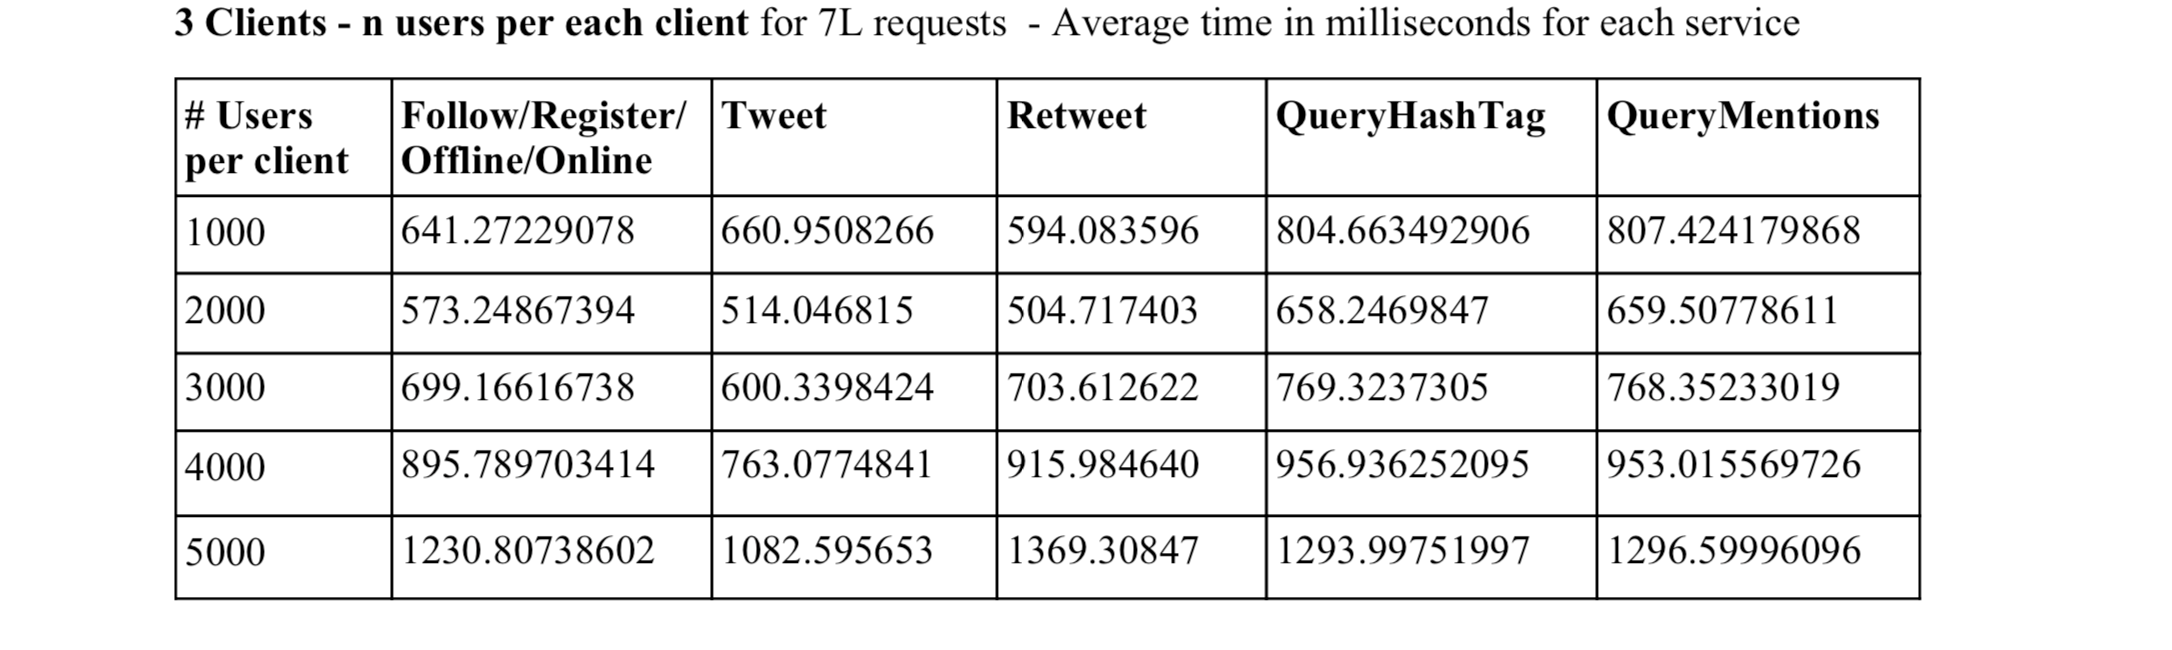 3 Clients - n users per each client for 7L requests - Average time in milliseconds for each service
# Users per client Follow/Register/Offline/Online Tweet Retweet QueryHashTag QueryMentions
1000 641.27229078 660.9508266 594.083596 804.663492906 807.424179868
2000 573.24867394 514.046815 504.717403 658.2469847 659.50778611
3000 699.16616738 600.3398424 703.612622 769.3237305 768.35233019
4000 895.789703414 763.0774841 915.984640 956.936252095 953.015569726
5000 1230.80738602 1082.595653 1369.30847 1293.99751997 1296.59996096